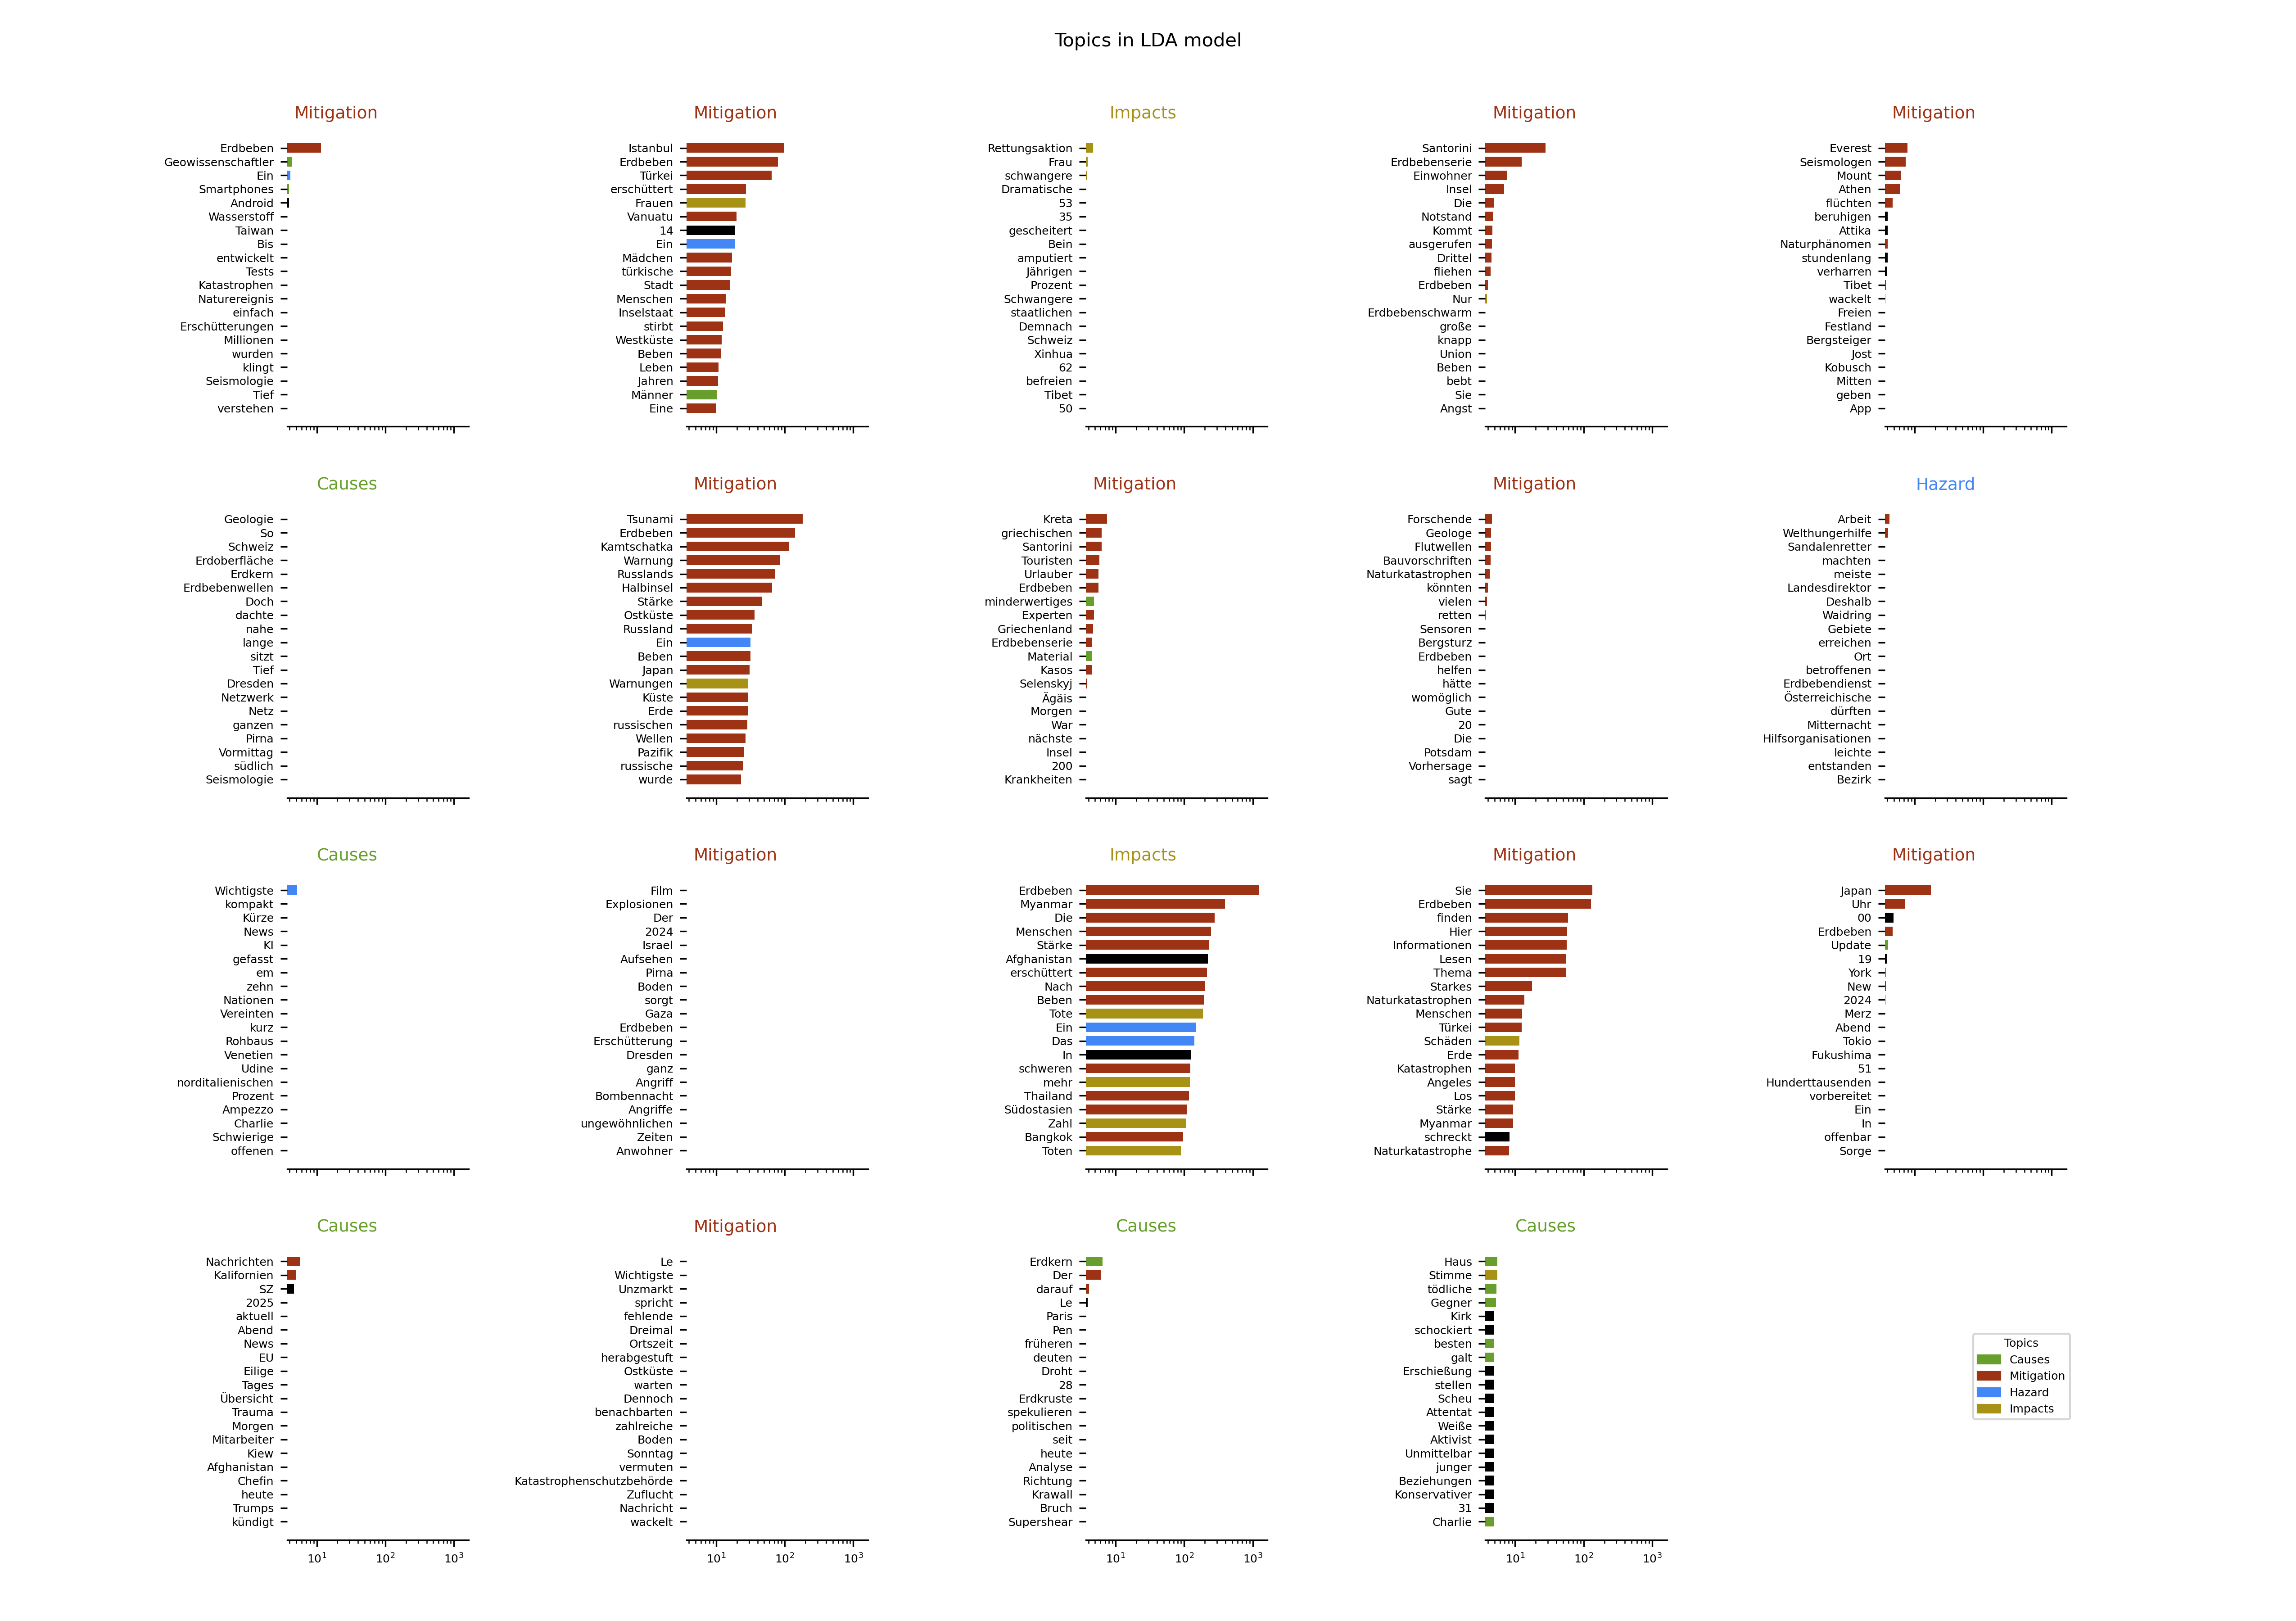 Topics in LDA model
Mitigation
Erdbeben
Geowissenschaftler
Ein
Smartphones
Android
Wasserstoff
Taiwan
Bis
entwickelt
Tests
Katastrophen
Naturereignis
einfach
Erschütterungen
Millionen
wurden
klingt
Seismologie
Tief
verstehen
Mitigation
Istanbul
Erdbeben
Türkei
erschüttert
Frauen
Vanuatu
14
Ein
Mädchen
türkische
Stadt
Menschen
Inselstaat
stirbt
Westküste
Beben
Leben
Jahren
Männer
Eine
Impacts
Rettungsaktion
Frau
schwangere
Dramatische
53
35
gescheitert
Bein
amputiert
Jährigen
Prozent
Schwangere
staatlichen
Demnach
Schweiz
Xinhua
62
befreien
Tibet
50
Mitigation
Santorini
Erdbebenserie
Einwohner
Insel
Die
Notstand
Kommt
ausgerufen
Drittel
fliehen
Erdbeben
Nur
Erdbebenschwarm
große
knapp
Union
Beben
bebt
Sie
Angst
Mitigation
Everest
Seismologen
Mount
Athen
flüchten
beruhigen
Attika
Naturphänomen
stundenlang
verharren
Tibet
wackelt
Freien
Festland
Bergsteiger
Jost
Kobusch
Mitten
geben
App
Causes
Geologie
So
Schweiz
Erdoberfläche
Erdkern
Erdbebenwellen
Doch
dachte
nahe
lange
sitzt
Tief
Dresden
Netzwerk
Netz
ganzen
Pirna
Vormittag
südlich
Seismologie
Mitigation
Tsunami
Erdbeben
Kamtschatka
Warnung
Russlands
Halbinsel
Stärke
Ostküste
Russland
Ein
Beben
Japan
Warnungen
Küste
Erde
russischen
Wellen
Pazifik
russische
wurde
Mitigation
Kreta
griechischen
Santorini
Touristen
Urlauber
Erdbeben
minderwertiges
Experten
Griechenland
Erdbebenserie
Material
Kasos
Selenskyj
Ägäis
Morgen
War
nächste
Insel
200
Krankheiten
Mitigation
Forschende
Geologe
Flutwellen
Bauvorschriften
Naturkatastrophen
könnten
vielen
retten
Sensoren
Bergsturz
Erdbeben
helfen
hätte
womöglich
Gute
20
Die
Potsdam
Vorhersage
sagt
Hazard
Arbeit
Welthungerhilfe
Sandalenretter
machten
meiste
Landesdirektor
Deshalb
Waidring
Gebiete
erreichen
Ort
betroffenen
Erdbebendienst
Österreichische
dürften
Mitternacht
Hilfsorganisationen
leichte
entstanden
Bezirk
Causes
Wichtigste
kompakt
Kürze
News
KI
gefasst
em
zehn
Nationen
Vereinten
kurz
Rohbaus
Venetien
Udine
norditalienischen
Prozent
Ampezzo
Charlie
Schwierige
offenen
Mitigation
Film
Explosionen
Der
2024
Israel
Aufsehen
Pirna
Boden
sorgt
Gaza
Erdbeben
Erschütterung
Dresden
ganz
Angriff
Bombennacht
Angriffe
ungewöhnlichen
Zeiten
Anwohner
Impacts
Erdbeben
Myanmar
Die
Menschen
Stärke
Afghanistan
erschüttert
Nach
Beben
Tote
Ein
Das
In
schweren
mehr
Thailand
Südostasien
Zahl
Bangkok
Toten
Mitigation
Sie
Erdbeben
finden
Hier
Informationen
Lesen
Thema
Starkes
Naturkatastrophen
Menschen
Türkei
Schäden
Erde
Katastrophen
Angeles
Los
Stärke
Myanmar
schreckt
Naturkatastrophe
Mitigation
Japan
Uhr
00
Erdbeben
Update
19
York
New
2024
Merz
Abend
Tokio
Fukushima
51
Hunderttausenden
vorbereitet
Ein
In
offenbar
Sorge
Causes
Nachrichten
Kalifornien
SZ
2025
aktuell
Abend
News
EU
Eilige
Tages
Übersicht
Trauma
Morgen
Mitarbeiter
Kiew
Afghanistan
Chefin
heute
Trumps
kündigt
10¹ 10² 10³
Mitigation
Le
Wichtigste
Unzmarkt
spricht
fehlende
Dreimal
Ortszeit
herabgestuft
Ostküste
warten
Dennoch
benachbarten
zahlreiche
Boden
Sonntag
vermuten
Katastrophenschutzbehörde
Zuflucht
Nachricht
wackelt
10¹ 10² 10³
Causes
Erdkern
Der
darauf
Le
Paris
Pen
früheren
deuten
Droht
28
Erdkruste
spekulieren
politischen
seit
heute
Analyse
Richtung
Krawall
Bruch
Supershear
10¹ 10² 10³
Causes
Haus
Stimme
tödliche
Gegner
Kirk
schockiert
besten
galt
Erschießung
stellen
Scheu
Attentat
Weiße
Aktivist
Unmittelbar
junger
Beziehungen
Konservativer
31
Charlie
10¹ 10² 10³
Topics
Causes
Mitigation
Hazard
Impacts